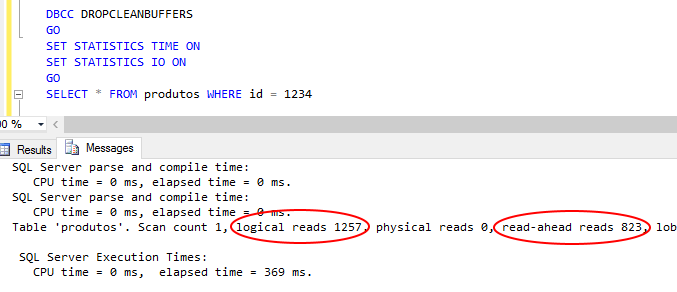 DBCC DROPCLEANBUFFERS
GO
SET STATISTICS TIME ON
SET STATISTICS IO ON
GO
SELECT * FROM produtos WHERE id = 1234
00 %
Results Messages
SQL Server parse and compile time:
CPU time = 0 ms, elapsed time = 0 ms.
SQL Server parse and compile time:
CPU time = 0 ms, elapsed time = 0 ms.
Table 'produtos'. Scan count 1, logical reads 1257, physical reads 0, read-ahead reads 823, lob
SQL Server Execution Times:
CPU time = 0 ms, elapsed time = 369 ms.